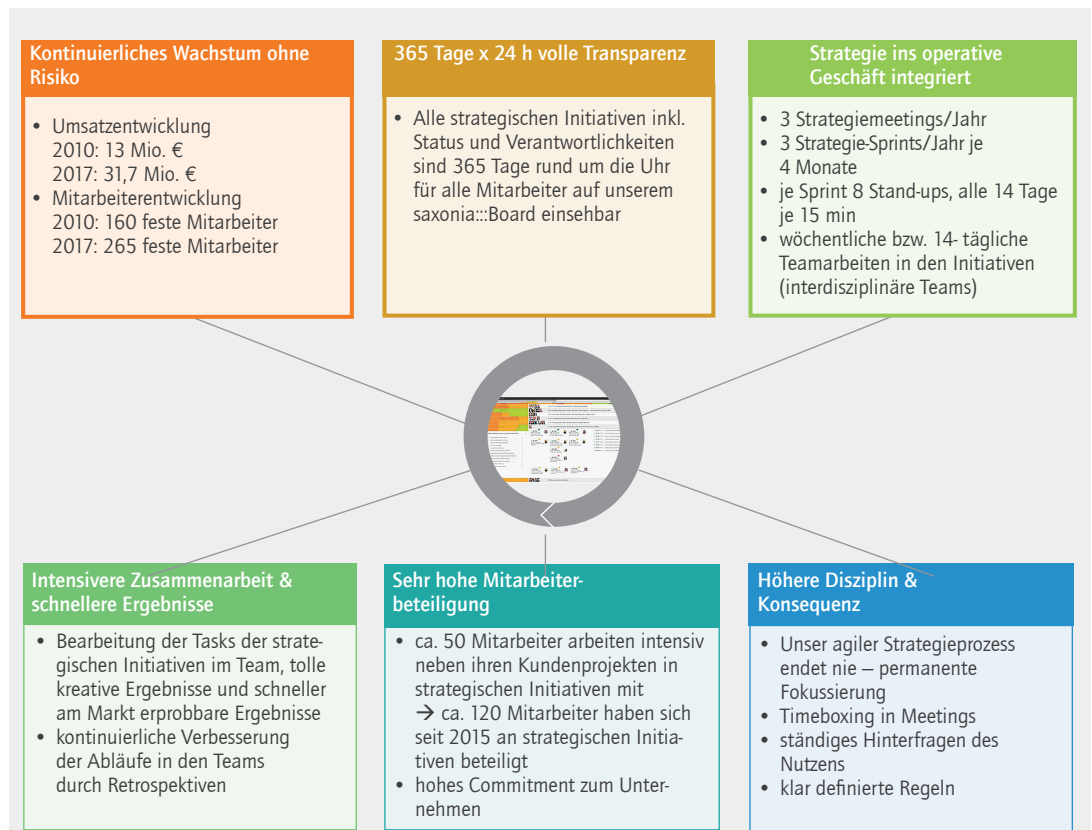 Kontinuierliches Wachstum ohne
Risiko
• Umsatzentwicklung
2010: 13 Mio. €
2017: 31,7 Mio. €
• Mitarbeiterentwicklung
2010: 160 feste Mitarbeiter
2017: 265 feste Mitarbeiter
365 Tage x 24 h volle Transparenz
• Alle strategischen Initiativen inkl.
Status und Verantwortlichkeiten
sind 365 Tage rund um die Uhr
für alle Mitarbeiter auf unserem
saxonia:::Board einsehbar
Strategie ins operative
Geschäft integriert
• 3 Strategiemeetings/Jahr
• 3 Strategie-Sprints/Jahr je
4 Monate
• je Sprint 8 Stand-ups, alle 14 Tage
je 15 min
• wöchentliche bzw. 14- tägliche
Teamarbeiten in den Initiativen
(interdisziplinäre Teams)
Intensivere Zusammenarbeit &
schnellere Ergebnisse
• Bearbeitung der Tasks der strate-
gischen Initiativen im Team, tolle
kreative Ergebnisse und schneller
am Markt erprobbare Ergebnisse
• kontinuierliche Verbesserung
der Abläufe in den Teams
durch Retrospektiven
Sehr hohe Mitarbeiter-
beteiligung
• ca. 50 Mitarbeiter arbeiten intensiv
neben ihren Kundenprojekten in
strategischen Initiativen mit
→ ca. 120 Mitarbeiter haben sich
seit 2015 an strategischen Initia-
tiven beteiligt
• hohes Commitment zum Unter-
nehmen
Höhere Disziplin &
Konsequenz
• Unser agiler Strategieprozess
endet nie – permanente
Fokussierung
• Timeboxing in Meetings
• ständiges Hinterfragen des
Nutzens
• klar definierte Regeln